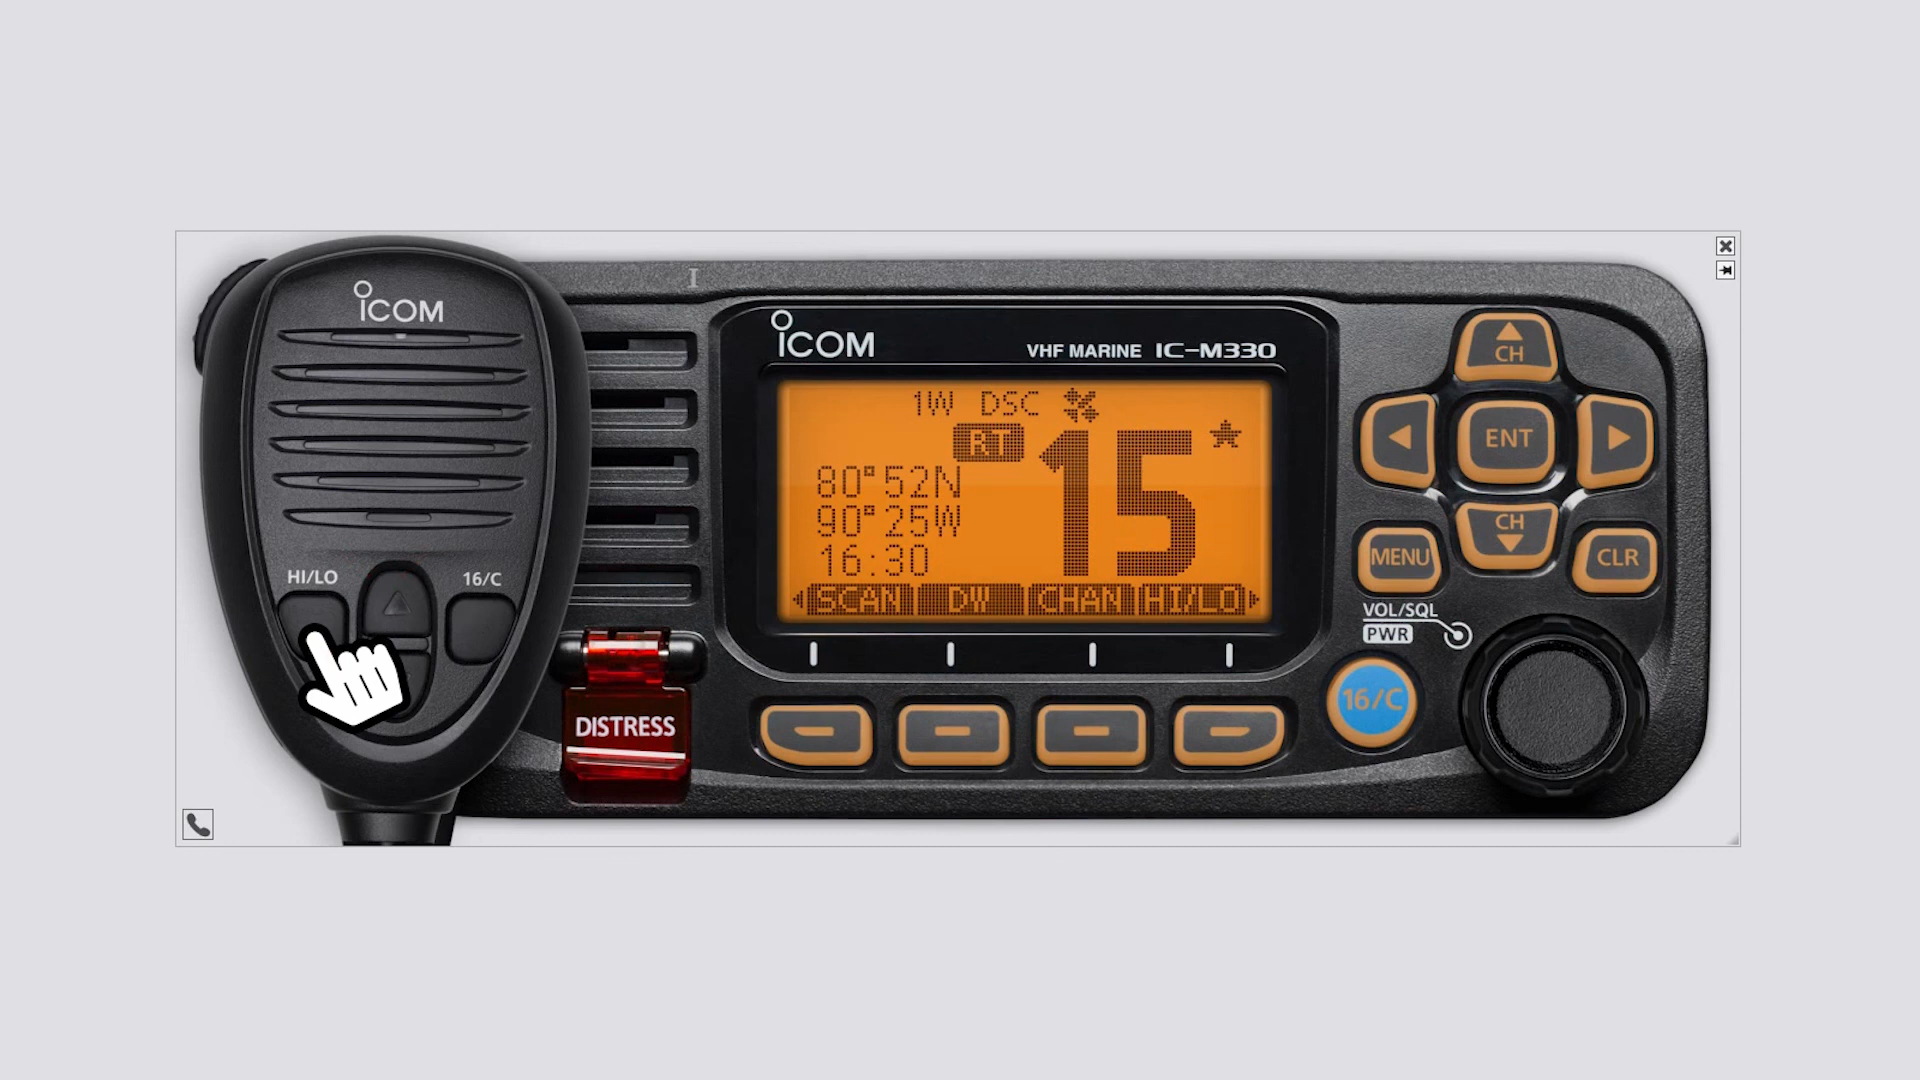 ICOM
HI/LO
16/C
DISTRESS
ICOM
VHF MARINE IC-M330
1W DSC
RT
15
80°52N
90°25W
16:30
SCAN DW CHAN HI/LO
CH
ENT
CH
MENU
CLR
VOL/SQL
PWR
16/C